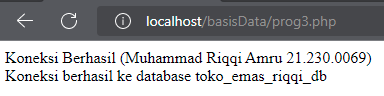 localhost/basisData/prog3.php
Koneksi Berhasil (Muhammad Riqqi Amru 21.230.0069)
Koneksi berhasil ke database toko_emas_riqqi_db